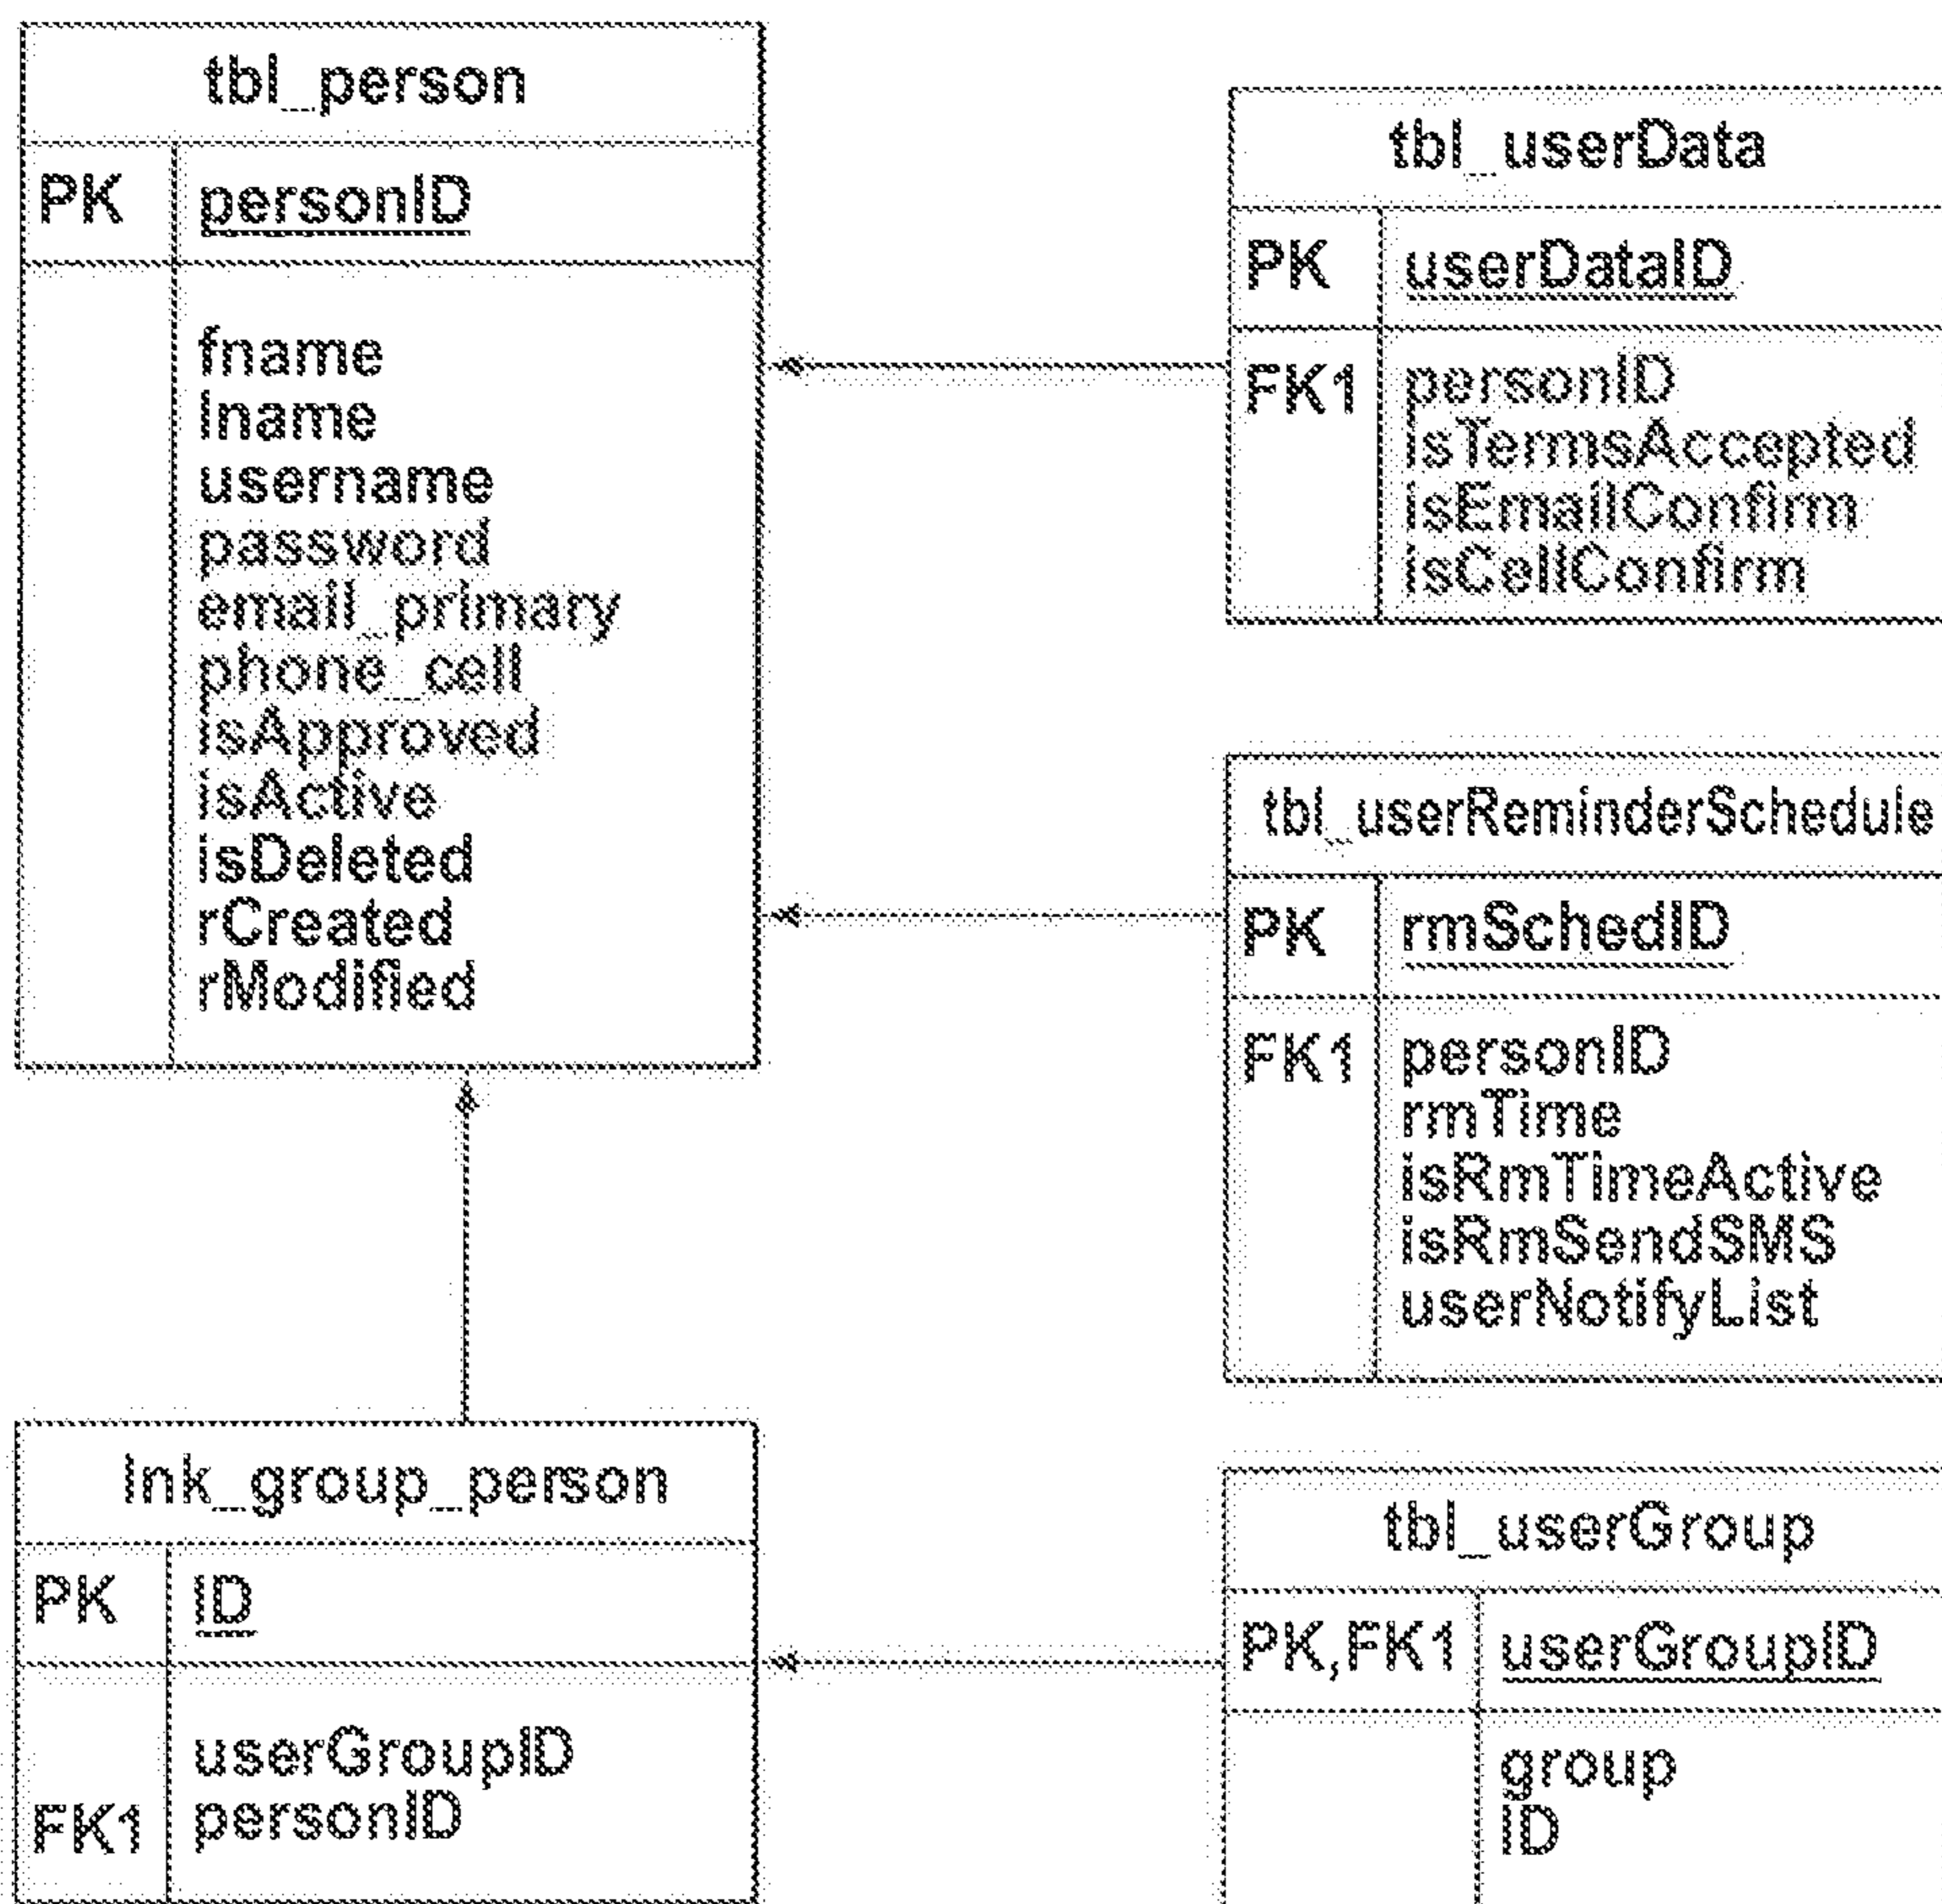 tbl_person
PK personID
fname
lname
username
password
email_primary
phone_cell
isApproved
isActive
isDeleted
rCreated
rModified
tbl_userData
PK userDataID
FK1 personID
isTermsAccepted
isEmailConfirm
isCellConfirm
tbl_userReminderSchedule
PK rmSchedID
FK1 personID
rmTime
isRmTimeActive
isRmSendSMS
userNotifyList
lnk_group_person
PK ID
userGroupID
FK1 personID
tbl_userGroup
PK,FK1 userGroupID
group
ID